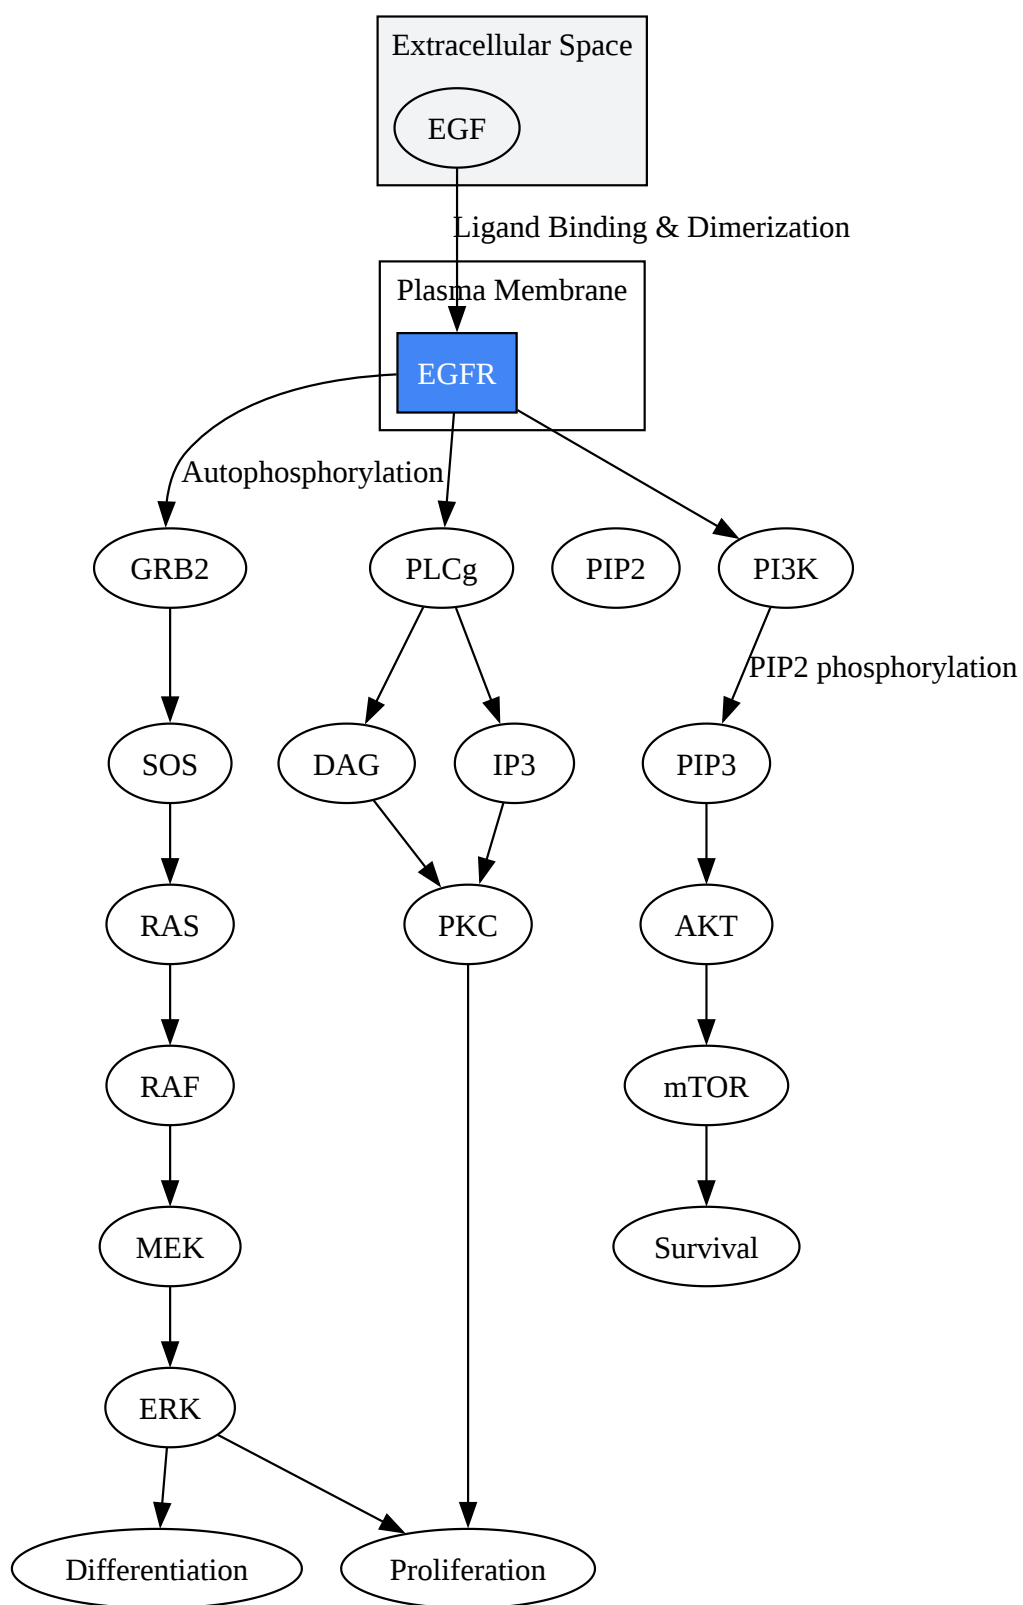 Extracellular Space
EGF
Ligand Binding & Dimerization
Plasma Membrane
EGFR
Autophosphorylation
GRB2
PLCg
PIP2
PI3K
PIP2 phosphorylation
SOS
DAG
IP3
PIP3
RAS
PKC
AKT
RAF
mTOR
MEK
Survival
ERK
Differentiation
Proliferation